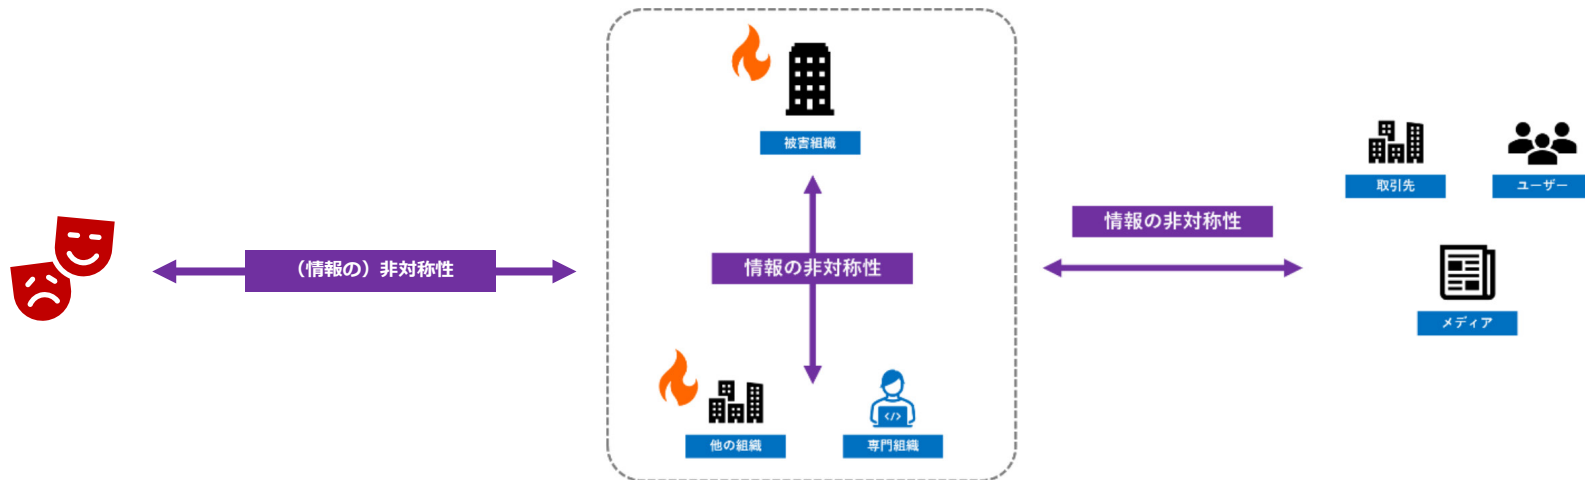 被害組織
取引先
ユーザー
情報の非対称性
（情報の）非対称性
情報の非対称性
メディア
他の組織
専門組織
</>